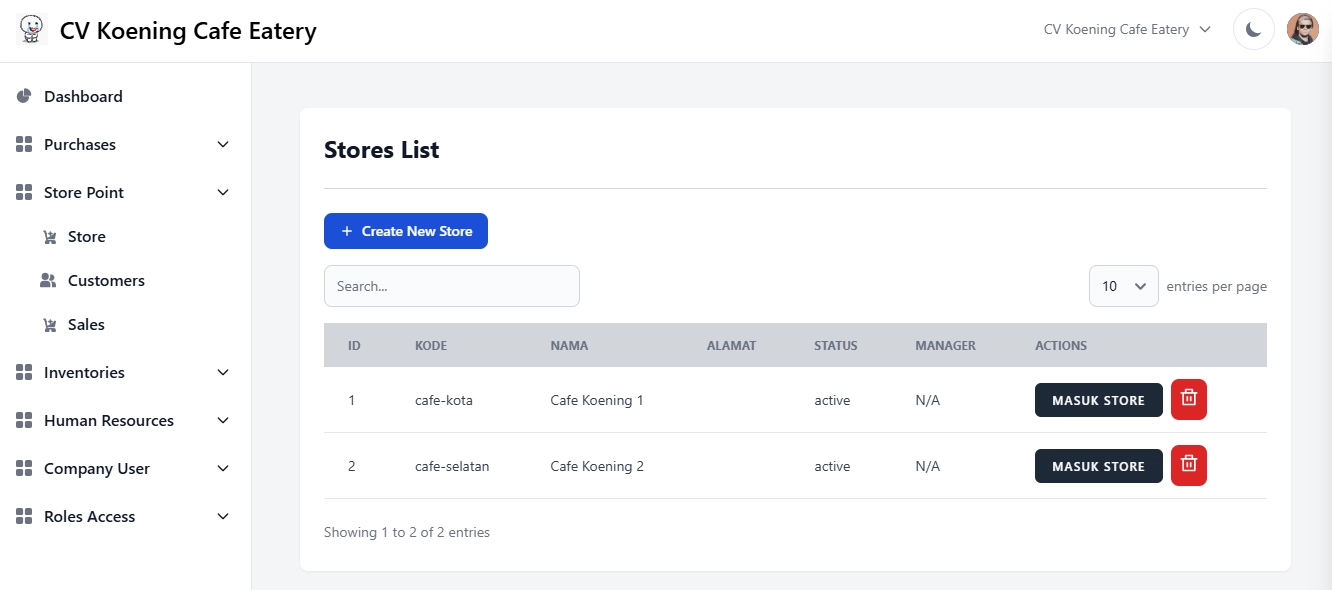 CV Koening Cafe Eatery
CV Koening Cafe Eatery
Dashboard
Purchases
Store Point
Store
Customers
Sales
Inventories
Human Resources
Company User
Roles Access
Stores List
+ Create New Store
Search...
10 entries per page
ID KODE NAMA ALAMAT STATUS MANAGER ACTIONS
1 cafe-kota Cafe Koening 1 active N/A MASUK STORE
2 cafe-selatan Cafe Koening 2 active N/A MASUK STORE
Showing 1 to 2 of 2 entries